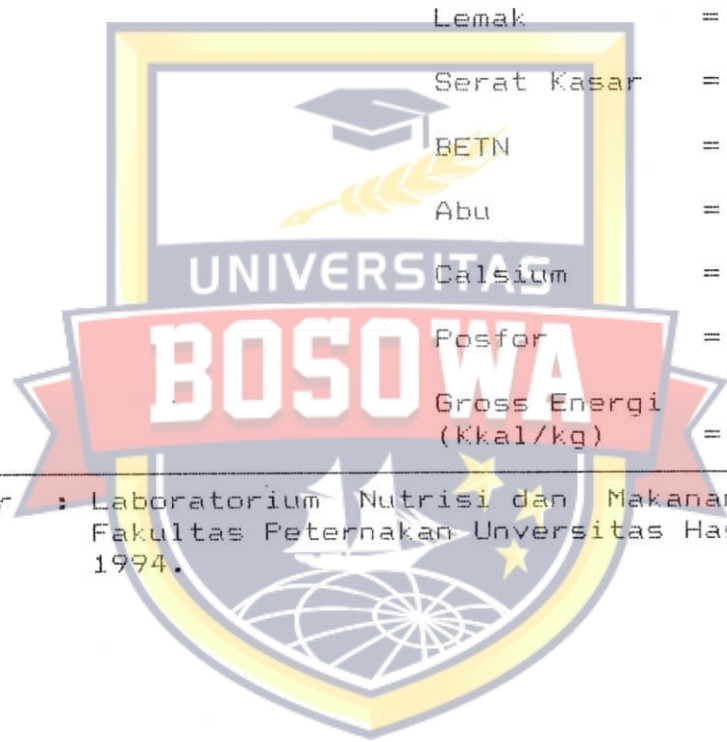 Lemak =
Serat Kasar =
BETN =
Abu =
UNIVERSITAS
Calsium =
BOSOWA
Posfor =
Gross Energi
(Kkal/kg) =
r : Laboratorium Nutrisi dan Makanan
Fakultas Peternakan Unversitas Has
1994.